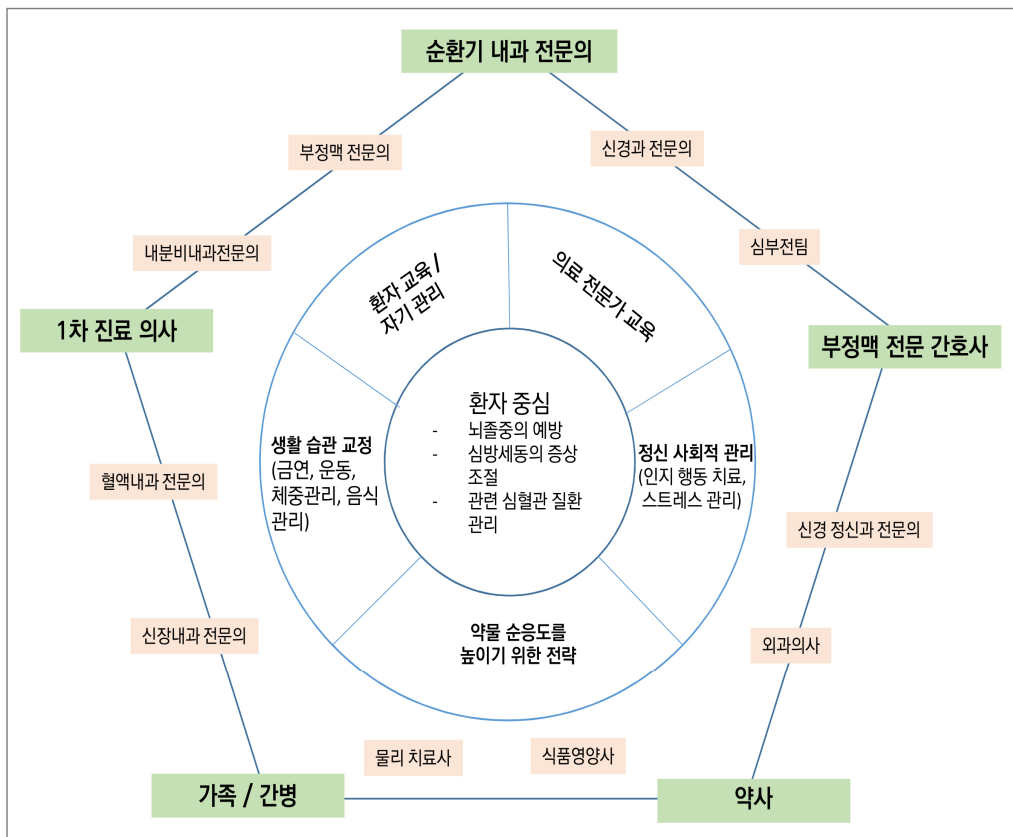 순환기 내과 전문의
부정맥 전문의
신경과 전문의
내분비내과전문의
심부전팀
1차 진료 의사
부정맥 전문 간호사
환자 교육 /
자기 관리
의료 전문가 교육
환자 중심
- 뇌졸중의 예방
- 심방세동의 증상
조절
- 관련 심혈관 질환
관리
생활 습관 교정
(금연, 운동,
체중관리, 음식
관리)
정신 사회적 관리
(인지 행동 치료,
스트레스 관리)
혈액내과 전문의
신경 정신과 전문의
신장내과 전문의
외과의사
약물 순응도를
높이기 위한 전략
물리 치료사
식품영양사
가족 / 간병
약사